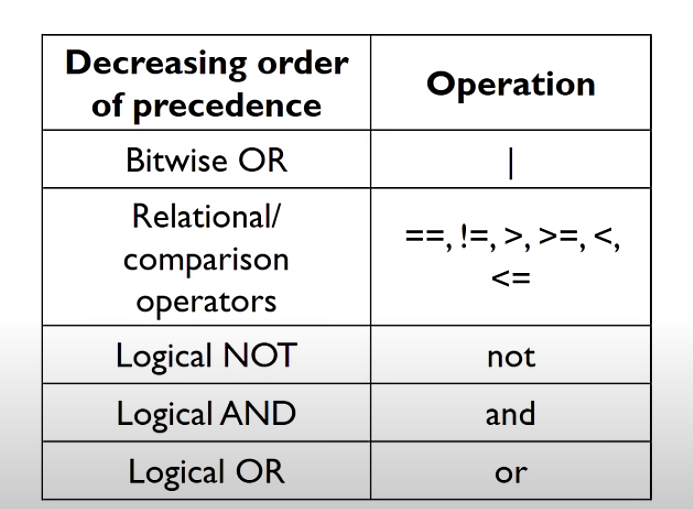 Decreasing order
of precedence
Operation
Bitwise OR
|
Relational/
comparison
operators
==, !=, >, >=, <,
<=
Logical NOT
not
Logical AND
and
Logical OR
or